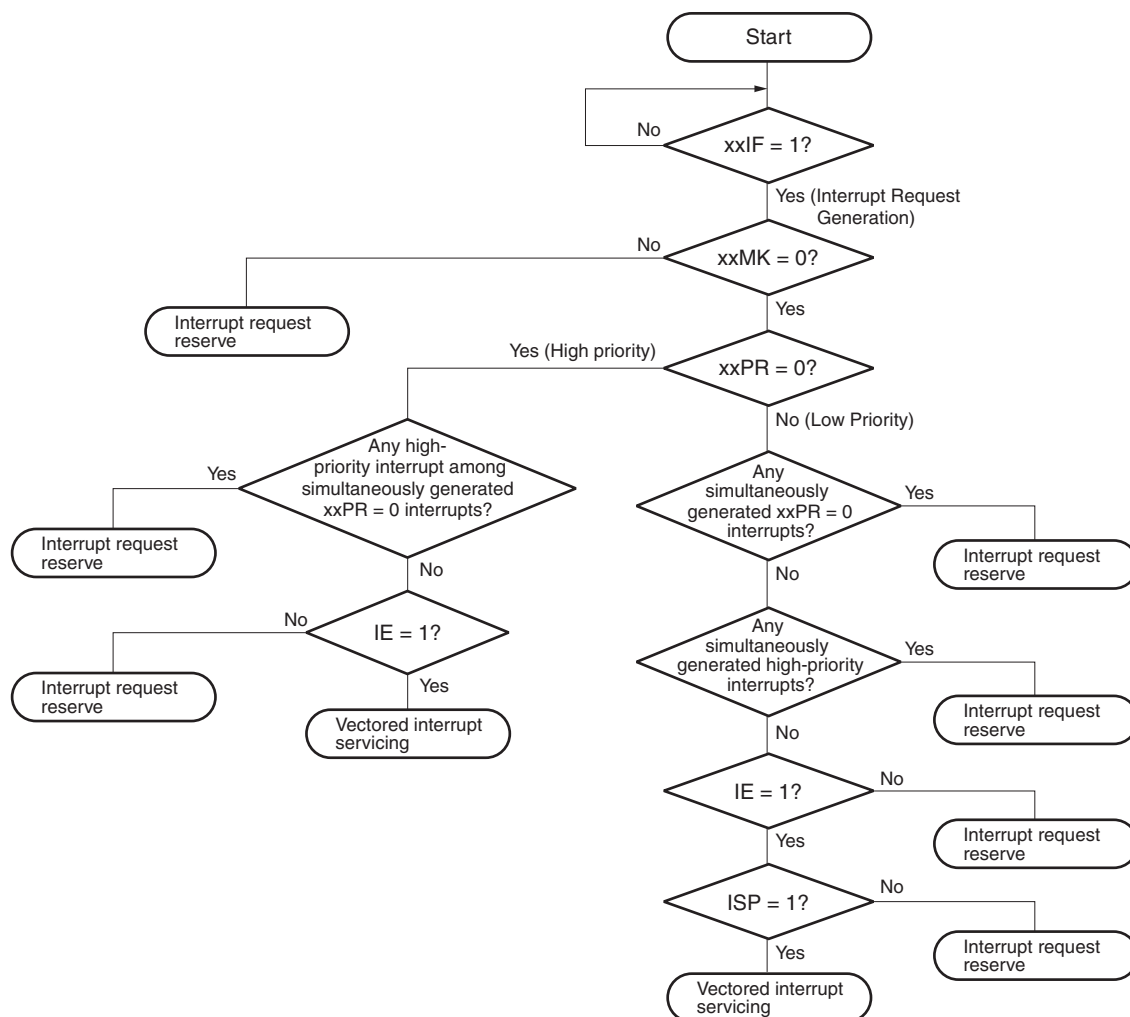 Start
No
xxIF = 1?
Yes (Interrupt Request
Generation)
No
xxMK = 0?
Interrupt request
reserve
Yes
Yes (High priority)
xxPR = 0?
No (Low Priority)
Any high-
priority interrupt among
simultaneously generated
xxPR = 0 interrupts?
Yes
Interrupt request
reserve
No
Any
simultaneously
generated xxPR = 0
interrupts?
Yes
Interrupt request
reserve
No
No
IE = 1?
Interrupt request
reserve
Yes
Vectored interrupt
servicing
Any
simultaneously
generated high-priority
interrupts?
Yes
Interrupt request
reserve
No
IE = 1?
No
Interrupt request
reserve
Yes
ISP = 1?
No
Interrupt request
reserve
Yes
Vectored interrupt
servicing